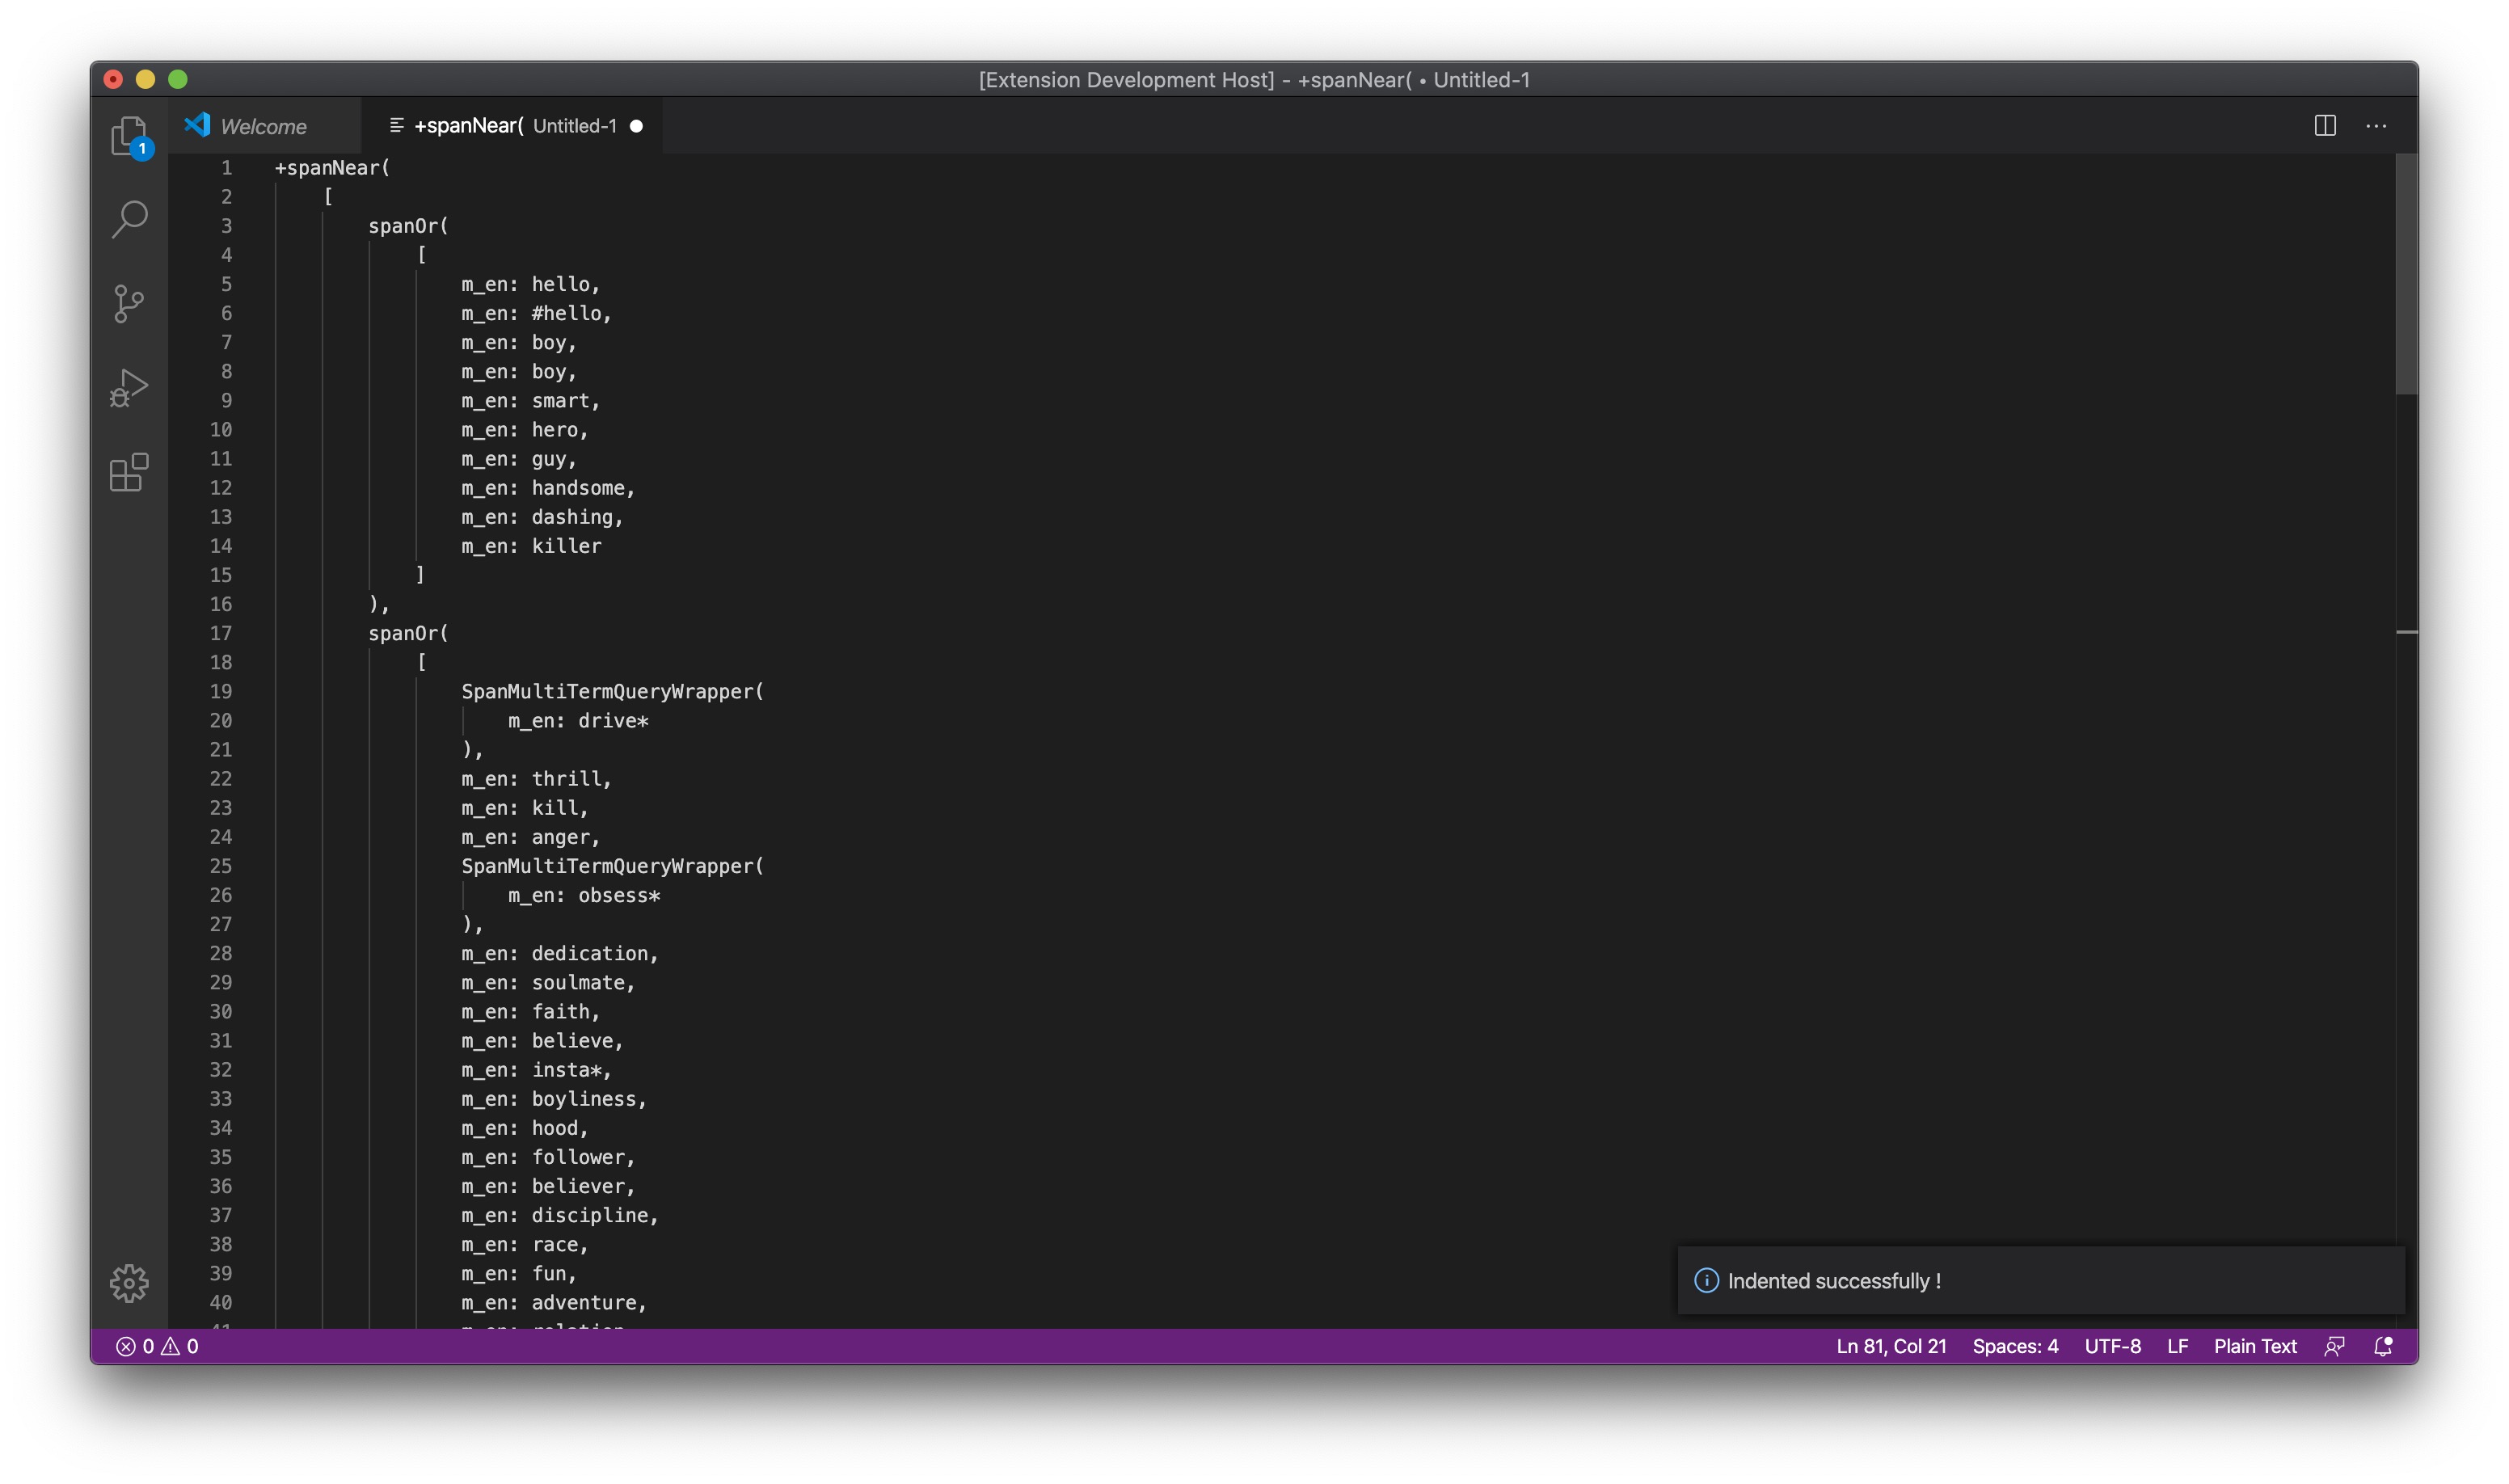 [Extension Development Host] - +spanNear( • Untitled-1
Welcome
+spanNear( Untitled-1
1
1 +spanNear(
2 [
3 spanOr(
4 [
5 m_en: hello,
6 m_en: #hello,
7 m_en: boy,
8 m_en: boy,
9 m_en: smart,
10 m_en: hero,
11 m_en: guy,
12 m_en: handsome,
13 m_en: dashing,
14 m_en: killer
15 ]
16 ),
17 spanOr(
18 [
19 SpanMultiTermQueryWrapper(
20 m_en: drive*
21 ),
22 m_en: thrill,
23 m_en: kill,
24 m_en: anger,
25 SpanMultiTermQueryWrapper(
26 m_en: obsess*
27 ),
28 m_en: dedication,
29 m_en: soulmate,
30 m_en: faith,
31 m_en: believe,
32 m_en: insta*,
33 m_en: boyliness,
34 m_en: hood,
35 m_en: follower,
36 m_en: believer,
37 m_en: discipline,
38 m_en: race,
39 m_en: fun,
40 m_en: adventure,
Indented successfully !
0 0
Ln 81, Col 21 Spaces: 4 UTF-8 LF Plain Text